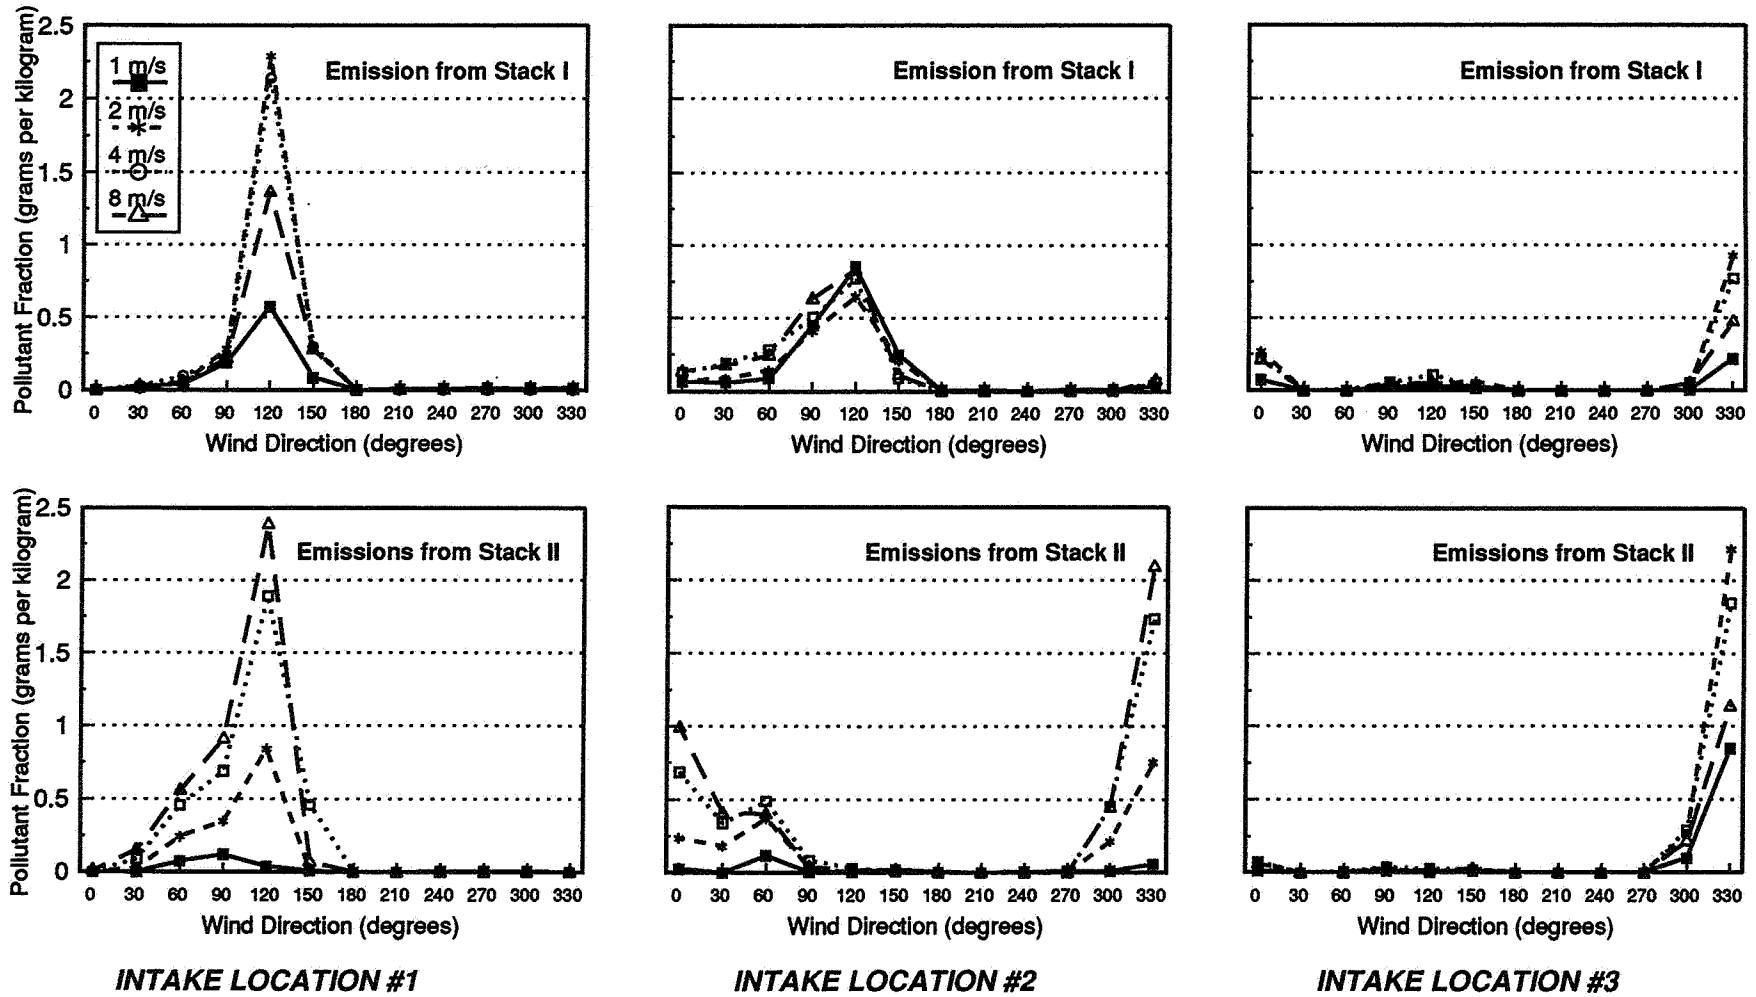 Pollutant Fraction (grams per kilogram)
2.5
2
1.5
1
0.5
0
1 m/s
2 m/s
4 m/s
8 m/s
Emission from Stack I
0 30 60 90 120 150 180 210 240 270 300 330
Wind Direction (degrees)
Emission from Stack I
0 30 60 90 120 150 180 210 240 270 300 330
Wind Direction (degrees)
Emission from Stack I
0 30 60 90 120 150 180 210 240 270 300 330
Wind Direction (degrees)
Pollutant Fraction (grams per kilogram)
2.5
2
1.5
1
0.5
0
Emissions from Stack II
0 30 60 90 120 150 180 210 240 270 300 330
Wind Direction (degrees)
Emissions from Stack II
0 30 60 90 120 150 180 210 240 270 300 330
Wind Direction (degrees)
Emissions from Stack II
0 30 60 90 120 150 180 210 240 270 300 330
Wind Direction (degrees)
INTAKE LOCATION #1
INTAKE LOCATION #2
INTAKE LOCATION #3